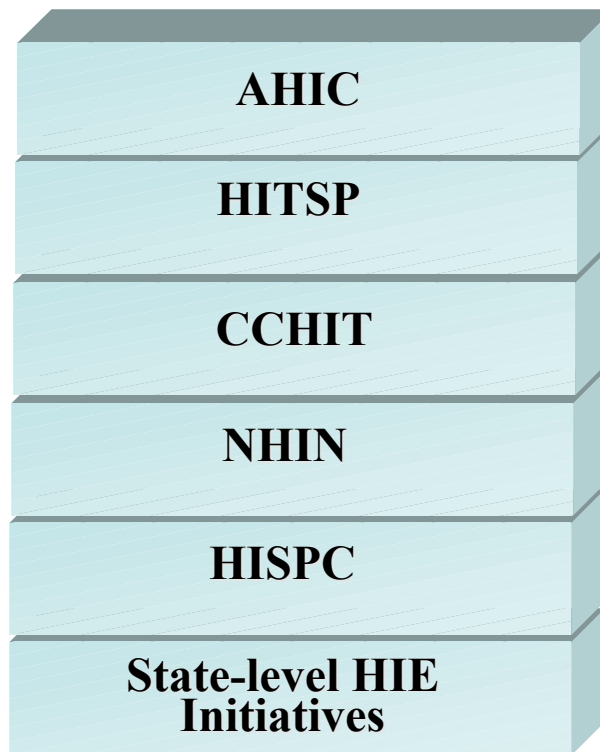 AHIC
HITSP
CCHIT
NHIN
HISPC
State-level HIE
Initiatives